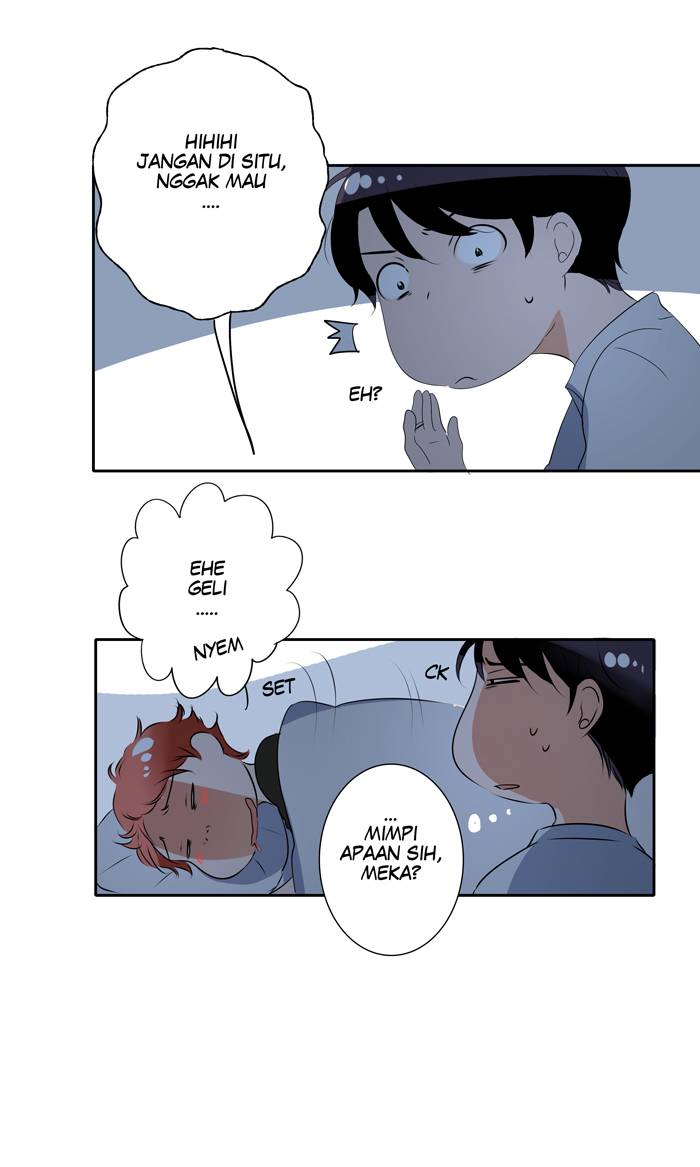 HIHIHI
JANGAN DI SITU,
NGGAK MAU
....
EH?
EHE
GELI
.....
NYEM
SET
CK
...
MIMPI
APAAN SIH,
MEKA?